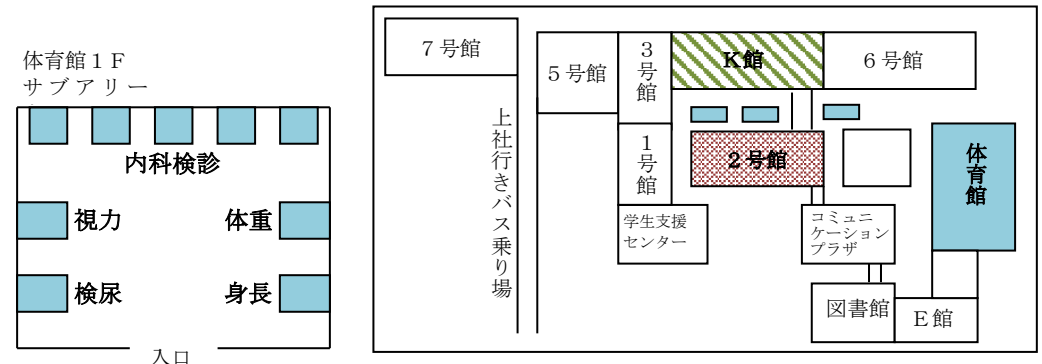 体育館１Ｆ
サブアリー
内科検診
視力
体重
検尿
身長
入口
７号館
５号館
３号館
Ｋ館
６号館
１号館
２号館
体育館
上社行きバス乗り場
学生支援
センター
コミュニ
ケーション
プラザ
図書館
Ｅ館